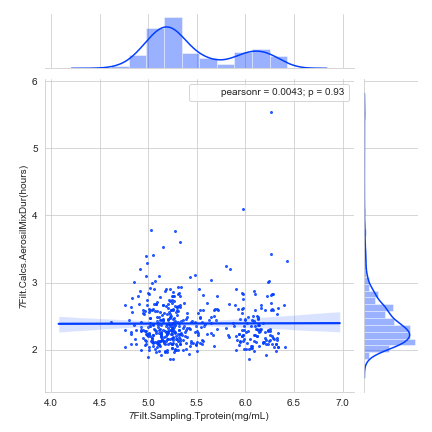 pearsonr = 0.0043; p = 0.93
6
5
4
3
2
7Filt.Calcs.AerosilMixDur(hours)
4.0 4.5 5.0 5.5 6.0 6.5 7.0
7Filt.Sampling.Tprotein(mg/mL)